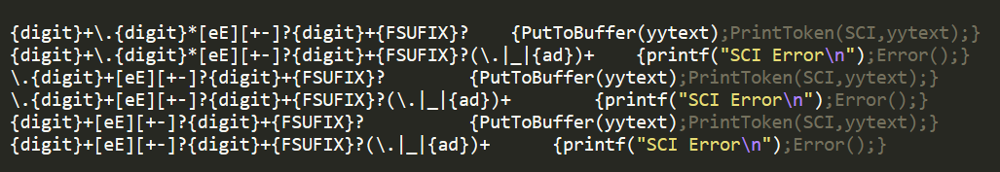 {digit}+\.{digit}*[eE][+-]?{digit}+{FSUFIX}?    {PutToBuffer(yytext);PrintToken(SCI,yytext);}
{digit}+\.{digit}*[eE][+-]?{digit}+{FSUFIX}?(\.|_|{ad})+    {printf("SCI Error\n");Error();}
\.{digit}+[eE][+-]?{digit}+{FSUFIX}?        {PutToBuffer(yytext);PrintToken(SCI,yytext);}
\.{digit}+[eE][+-]?{digit}+{FSUFIX}?(\.|_|{ad})+        {printf("SCI Error\n");Error();}
{digit}+[eE][+-]?{digit}+{FSUFIX}?          {PutToBuffer(yytext);PrintToken(SCI,yytext);}
{digit}+[eE][+-]?{digit}+{FSUFIX}?(\.|_|{ad})+      {printf("SCI Error\n");Error();}